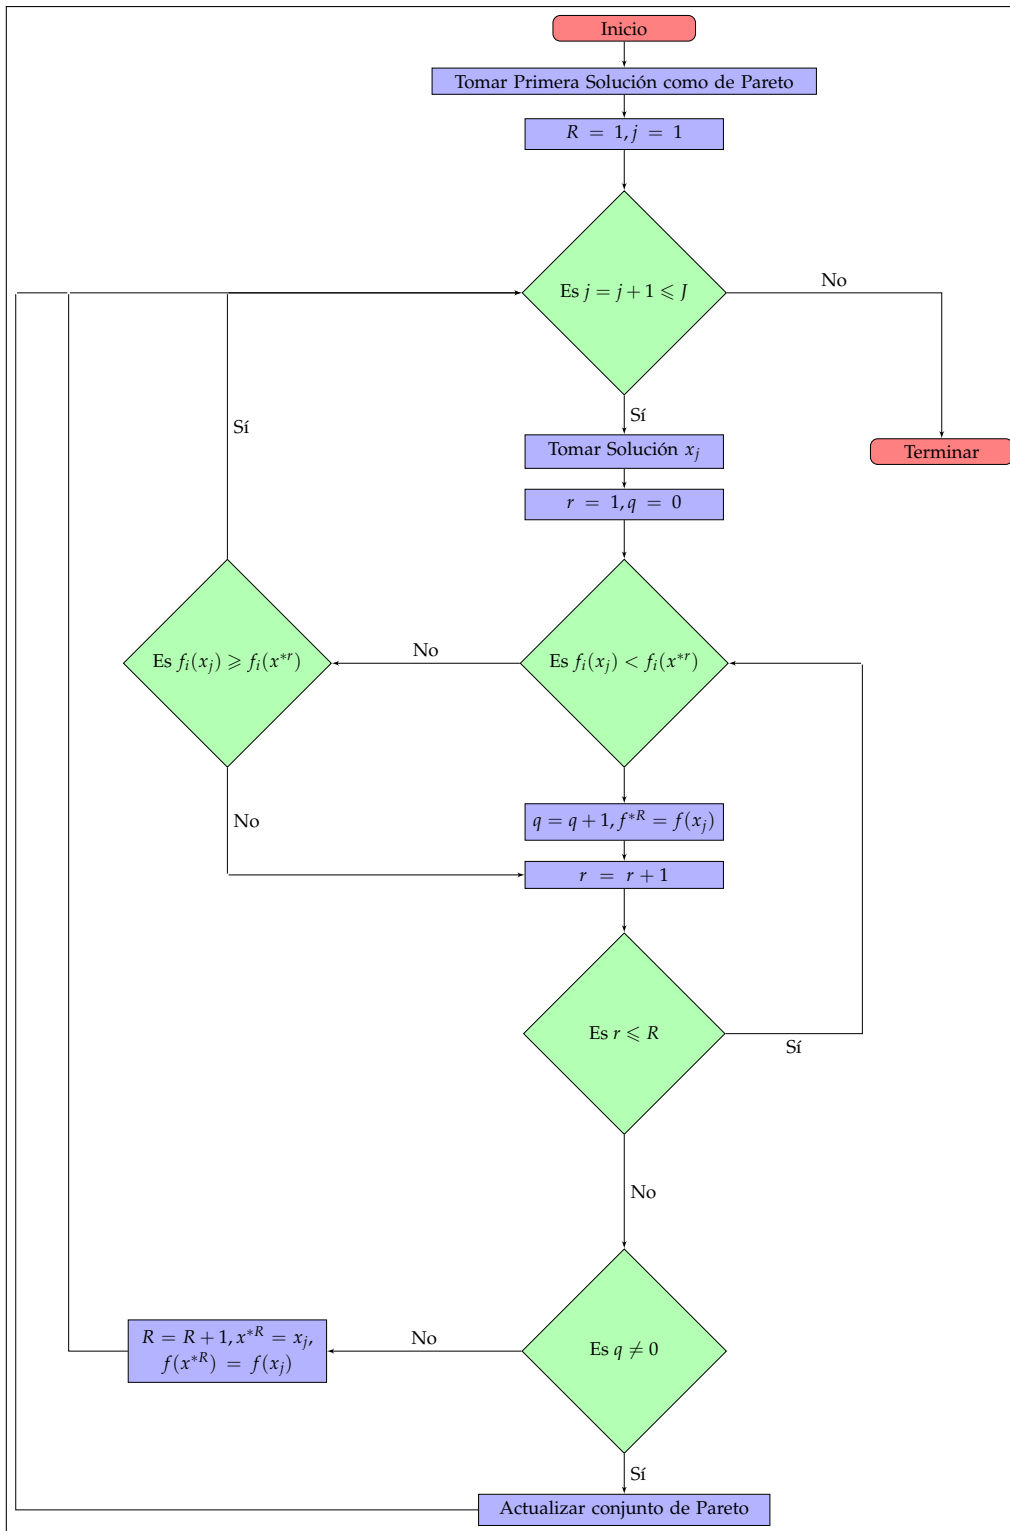 Inicio
Tomar Primera Solución como de Pareto
R = 1, j = 1
Es j = j + 1 ⩽ J
No
Sí
Tomar Solución x_j
Terminar
r = 1, q = 0
Sí
Es f_i(x_j) ⩾ f_i(x^{*r})
No
Es f_i(x_j) < f_i(x^{*r})
No
q = q + 1, f^{*R} = f(x_j)
r = r + 1
Es r ⩽ R
Sí
No
R = R + 1, x^{*R} = x_j,
f(x^{*R}) = f(x_j)
No
Es q ≠ 0
Sí
Actualizar conjunto de Pareto